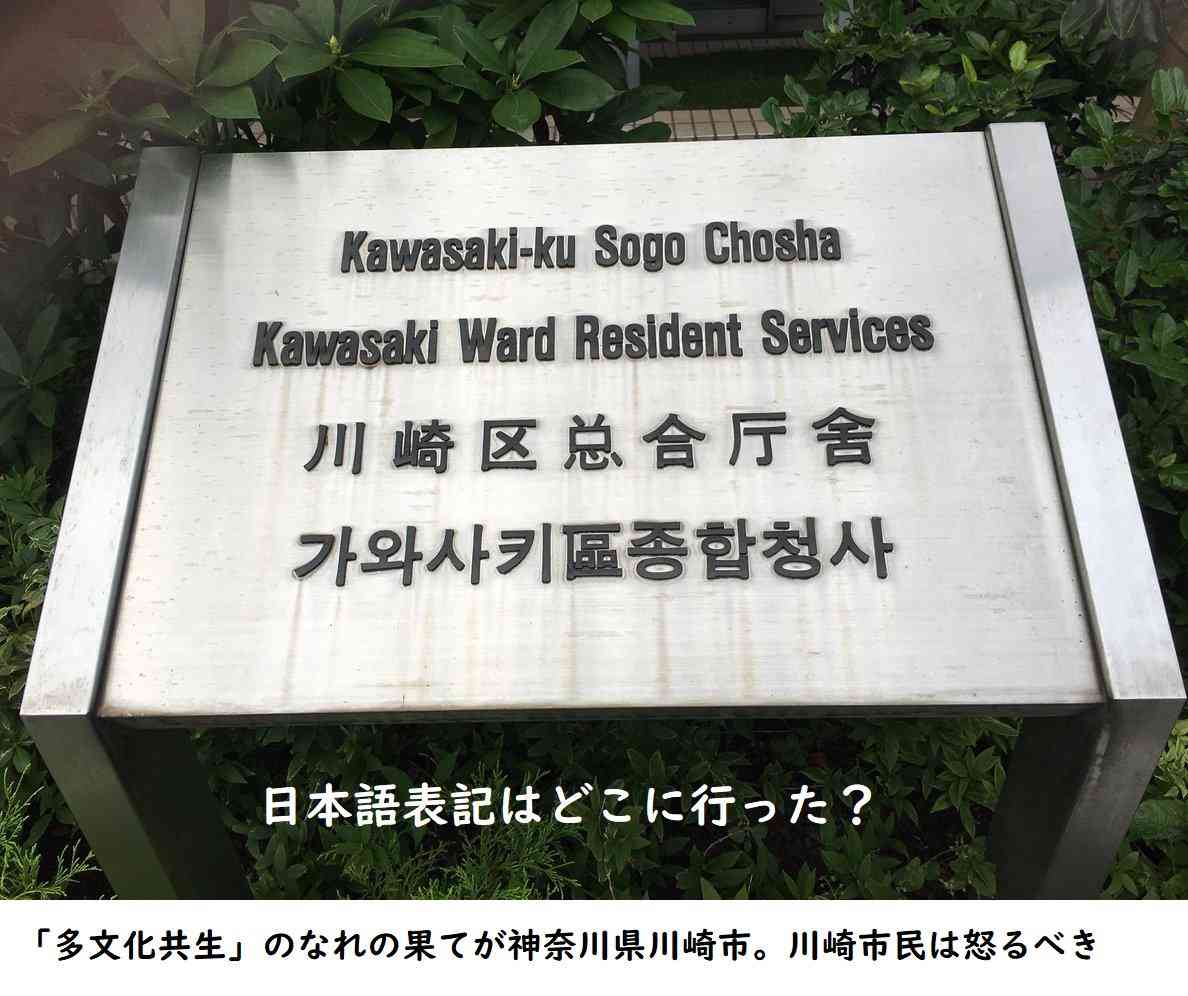 Kawasaki-ku Sogo Chosha
Kawasaki Ward Resident Services
川崎区总合厅舍
가와사키區종합청사
日本語表記はどこに行った？
「多文化共生」のなれの果てが神奈川県川崎市。川崎市民は怒るべき